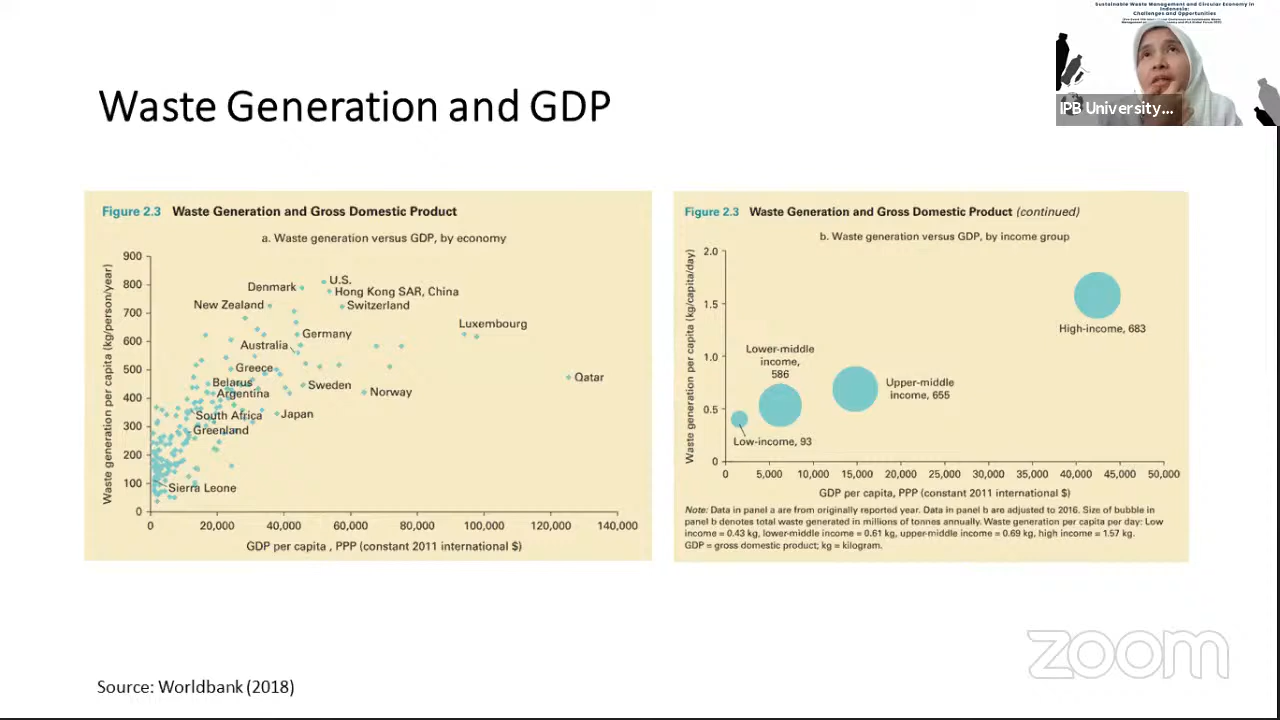 Sustainable Waste Management and Circular Economy in
Indonesia:
Challenges and Opportunities
IPB University...
Waste Generation and GDP
Figure 2.3 Waste Generation and Gross Domestic Product
a. Waste generation versus GDP, by economy
Waste generation per capita (kg/person/year)
900
800
700
600
500
400
300
200
100
0
U.S.
Denmark
Hong Kong SAR, China
New Zealand
Switzerland
Luxembourg
Germany
Australia
Greece
Qatar
Belarus
Sweden
Argentina
Norway
South Africa
Japan
Greenland
Sierra Leone
0 20,000 40,000 60,000 80,000 100,000 120,000 140,000
GDP per capita , PPP (constant 2011 international $)
Figure 2.3 Waste Generation and Gross Domestic Product (continued)
b. Waste generation versus GDP, by income group
Waste generation per capita (kg/capita/day)
2.0
1.5
1.0
0.5
0
High-income, 683
Lower-middle
income,
586
Upper-middle
income, 655
Low-income, 93
0 5,000 10,000 15,000 20,000 25,000 30,000 35,000 40,000 45,000 50,000
GDP per capita, PPP (constant 2011 international $)
Note: Data in panel a are from originally reported year. Data in panel b are adjusted to 2016. Size of bubble in
panel b denotes total waste generated in millions of tonnes annually. Waste generation per capita per day: Low
income = 0.43 kg, lower-middle income = 0.61 kg, upper-middle income = 0.69 kg, high income = 1.57 kg.
GDP = gross domestic product; kg = kilogram.
zoom
Source: Worldbank (2018)